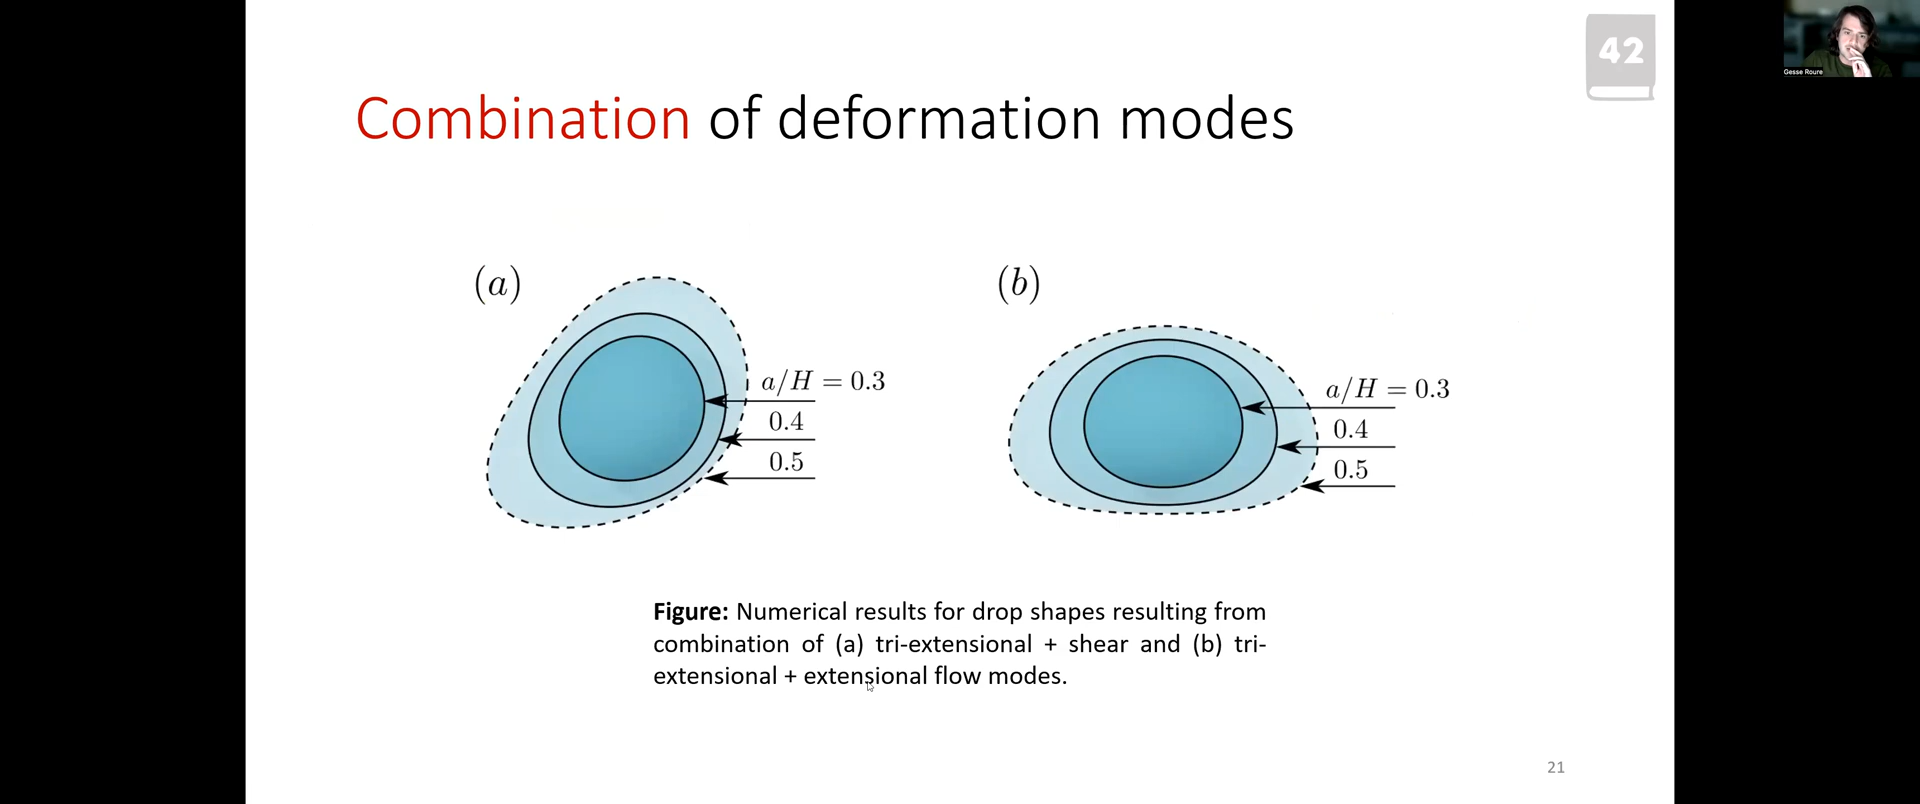 42
Gesse Roure
Combination of deformation modes
(a)
a/H = 0.3
0.4
0.5
(b)
a/H = 0.3
0.4
0.5
Figure: Numerical results for drop shapes resulting from
combination of (a) tri-extensional + shear and (b) tri-
extensional + extensional flow modes.
21